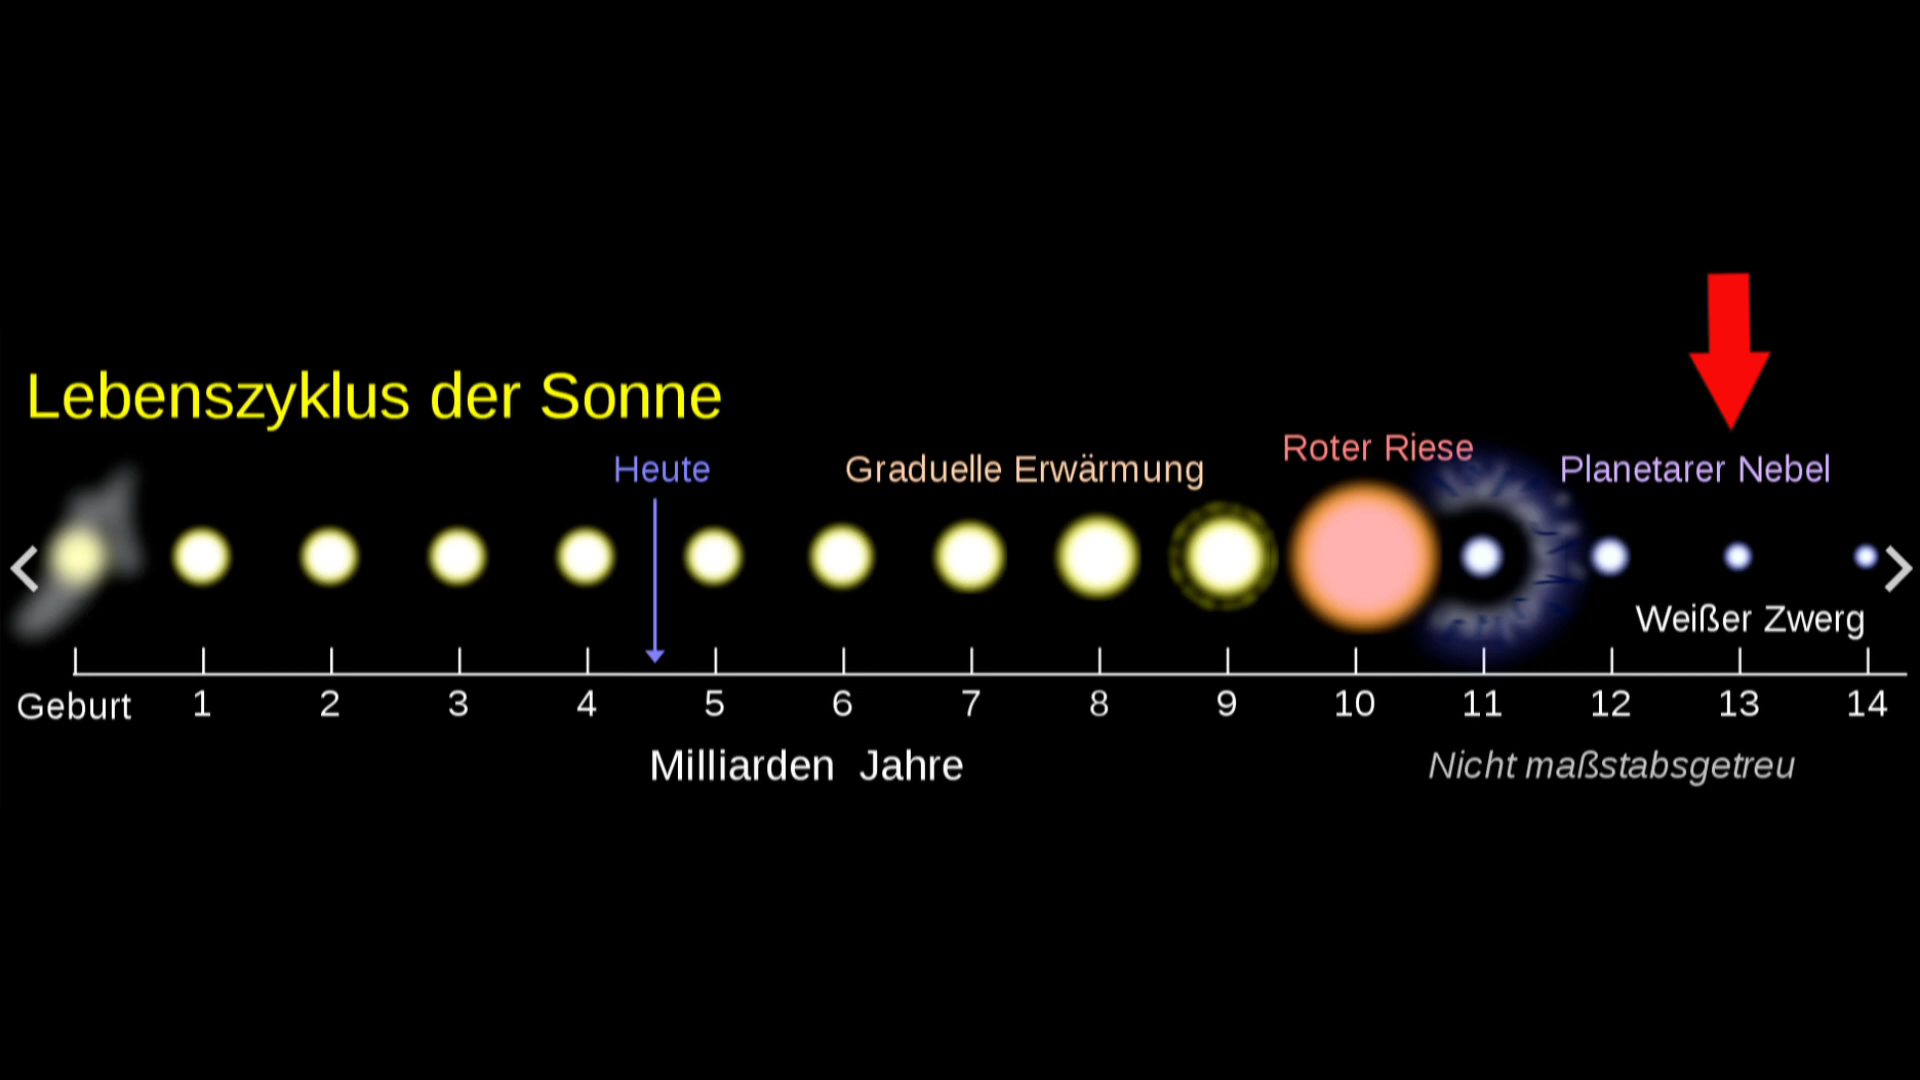 Lebenszyklus der Sonne
Heute
Graduelle Erwärmung
Roter Riese
Planetarer Nebel
Weißer Zwerg
Geburt 1 2 3 4 5 6 7 8 9 10 11 12 13 14
Milliarden Jahre
Nicht maßstabsgetreu